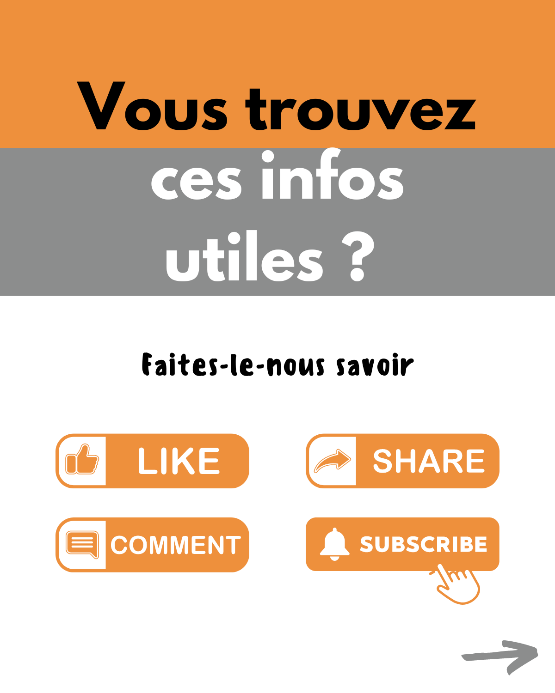 Vous trouvez
ces infos
utiles ?
Faites-le-nous savoir
LIKE
SHARE
COMMENT
SUBSCRIBE